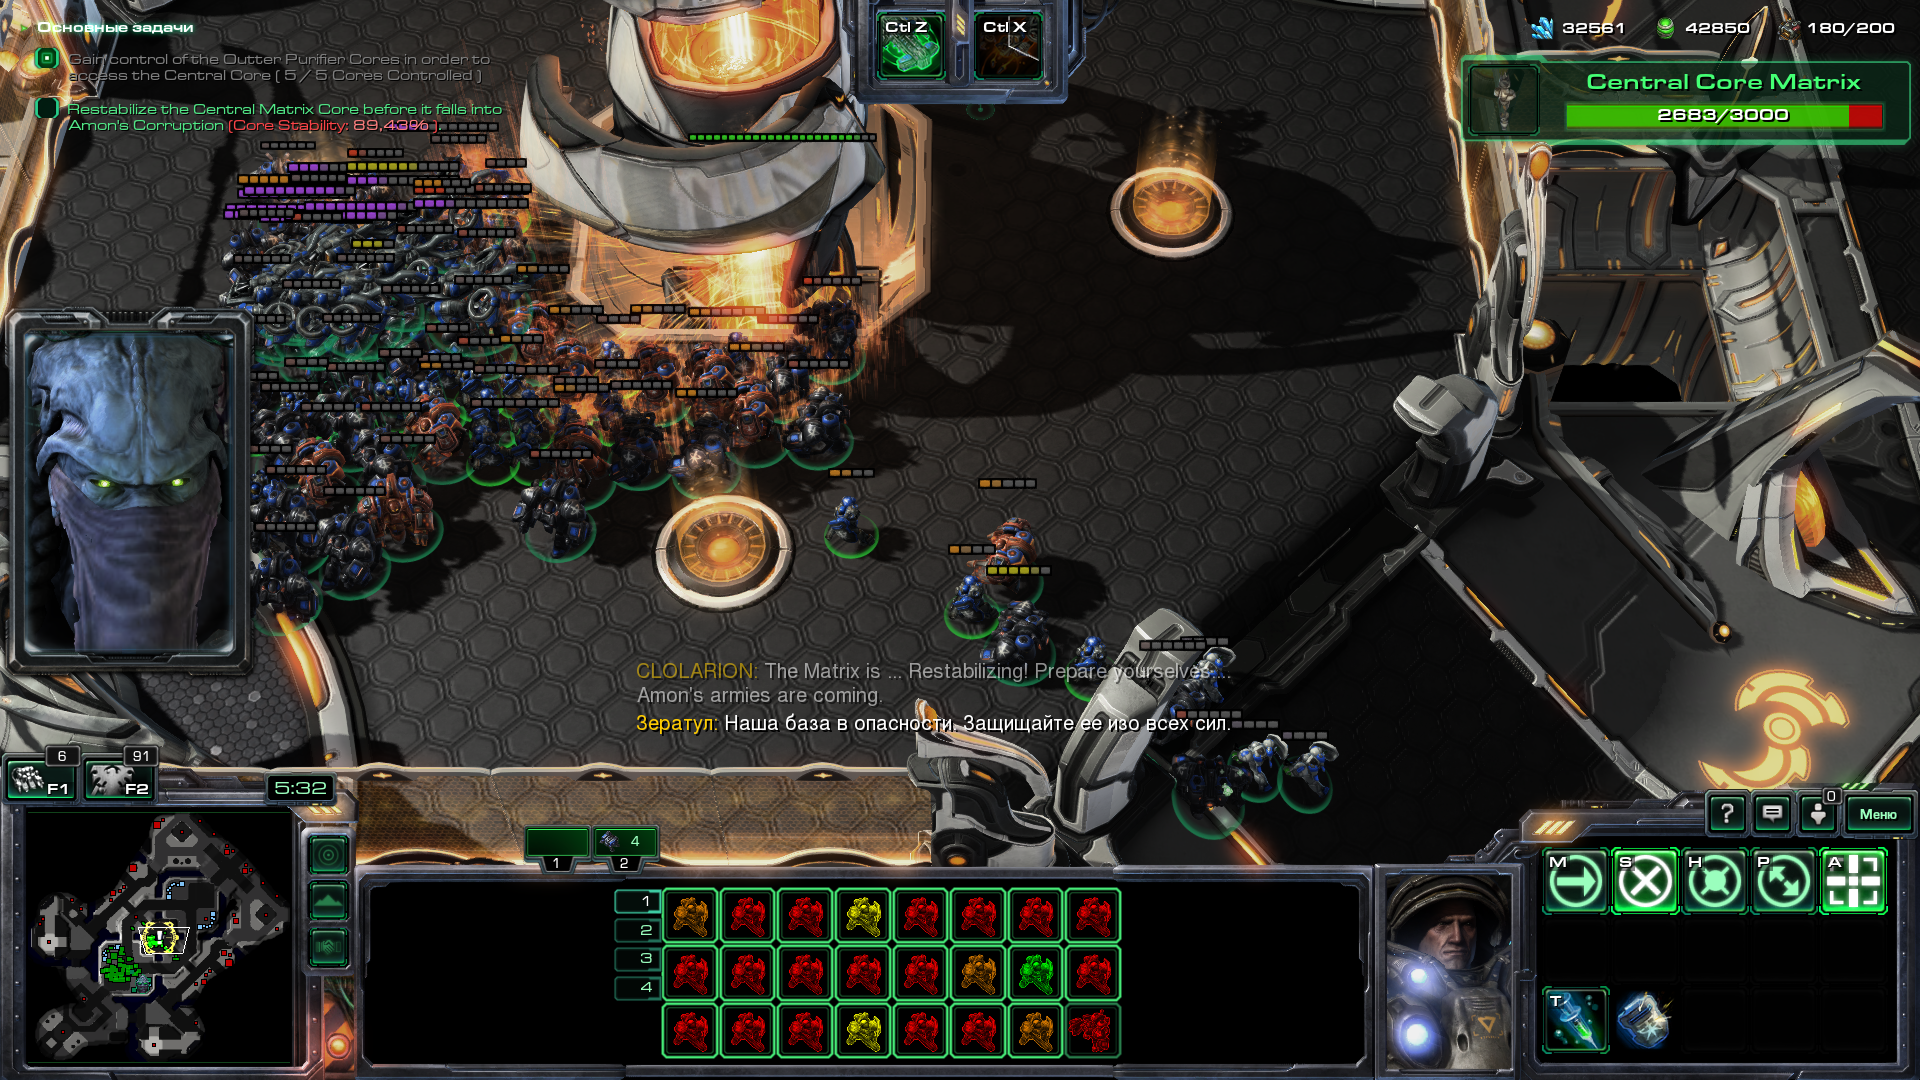 Основные задачи
Gain control of the Outter Purifier Cores in order to
access the Central Core ( 5 / 5 Cores Controlled )
Restabilize the Central Matrix Core before it falls into
Amon's Corruption (Core Stability: 89,43% ).
Ctl Z
Ctl X
32561
42850
180/200
Central Core Matrix
2683/3000
CLOLARION: The Matrix is ... Restabilizing! Prepare yourselves ...
Amon's armies are coming.
Зератул: Наша база в опасности. Защищайте ее изо всех сил.
6
F1
91
F2
5:32
4
1
2
1
2
3
4
?
0
Меню
M
S
H
P
A
T